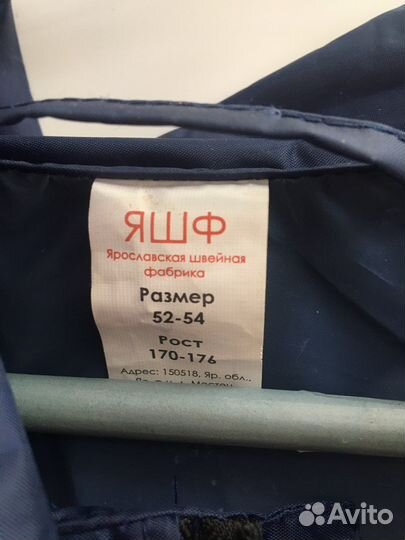 ЯШФ
Ярославская швейная
фабрика
Размер
52-54
Рост
170-176
Адрес: 150518, Яр. обл.,
Avito